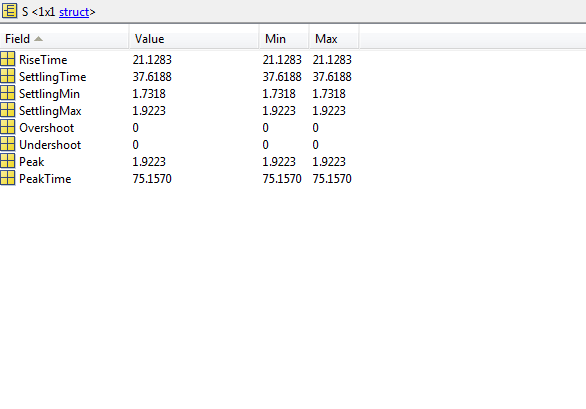 S <1x1 struct>
Field Value Min Max
RiseTime 21.1283 21.1283 21.1283
SettlingTime 37.6188 37.6188 37.6188
SettlingMin 1.7318 1.7318 1.7318
SettlingMax 1.9223 1.9223 1.9223
Overshoot 0 0 0
Undershoot 0 0 0
Peak 1.9223 1.9223 1.9223
PeakTime 75.1570 75.1570 75.1570